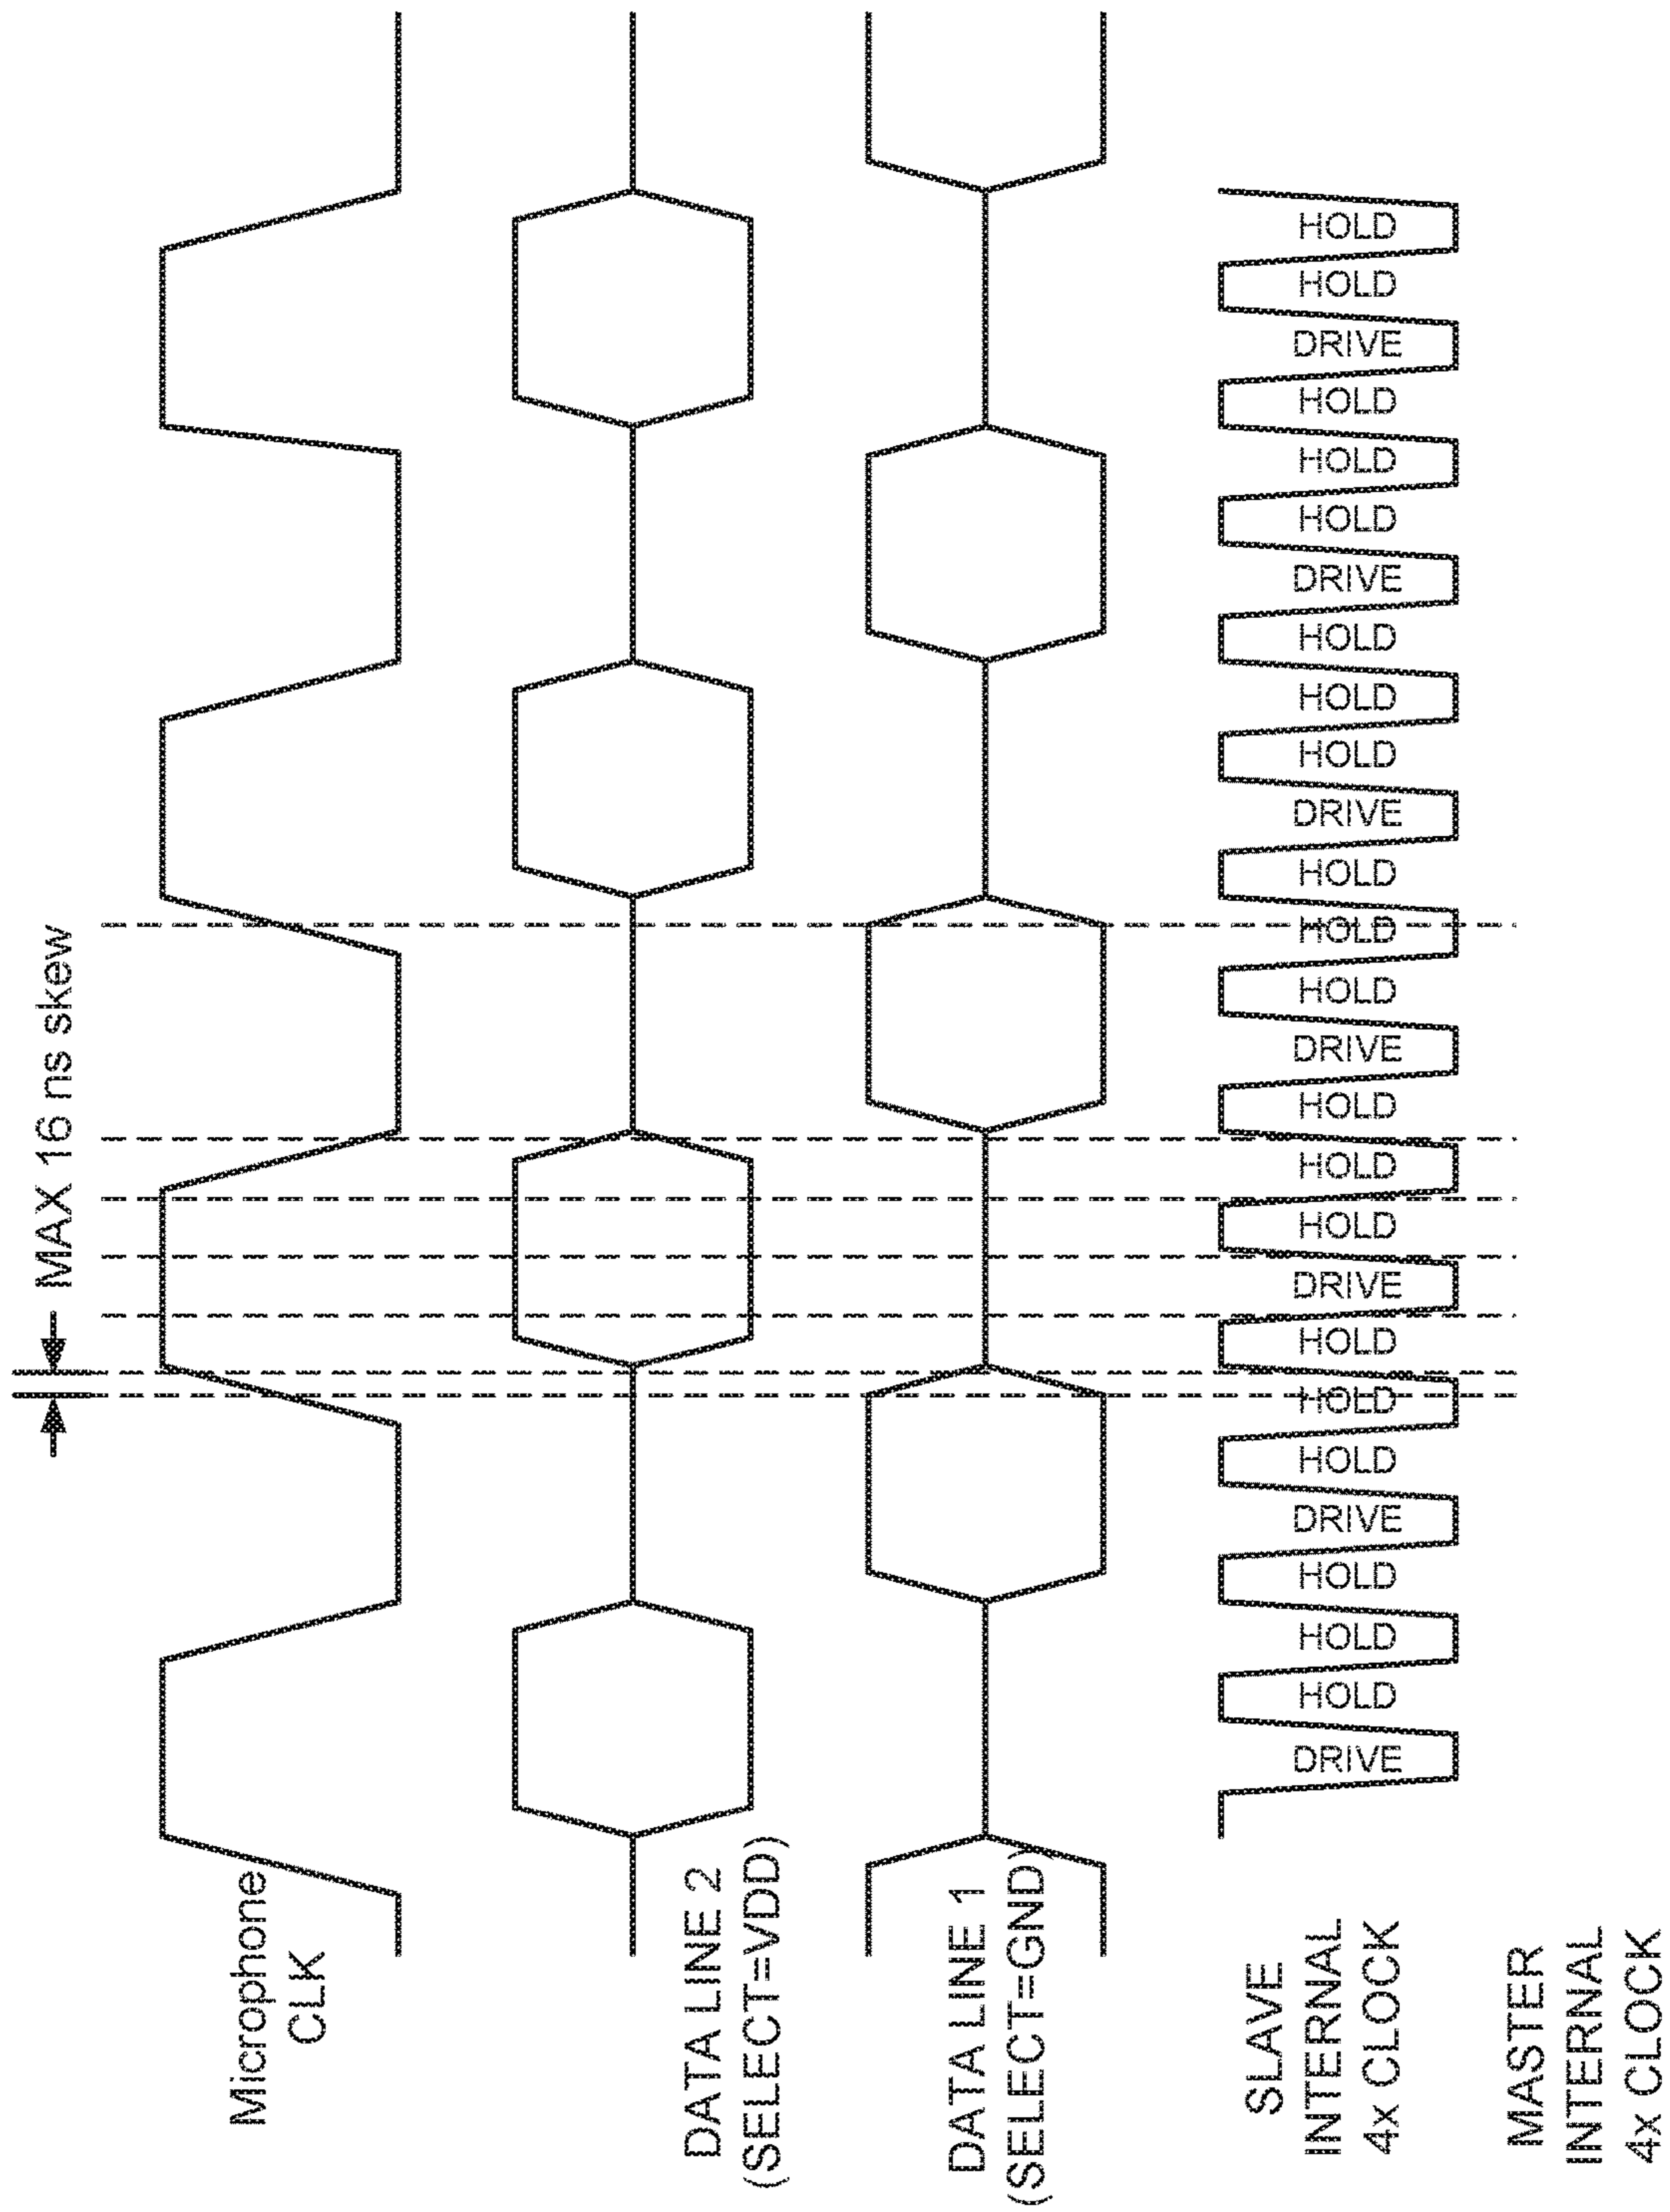 MAX 16 ns skew
Microphone
CLK
DATA LINE 2
(SELECT=VDD)
DATA LINE 1
(SELECT=GND)
SLAVE
INTERNAL
4x CLOCK
DRIVE HOLD HOLD HOLD DRIVE HOLD HOLD HOLD DRIVE HOLD HOLD HOLD DRIVE HOLD HOLD HOLD DRIVE HOLD HOLD HOLD DRIVE HOLD HOLD HOLD DRIVE HOLD HOLD
MASTER
INTERNAL
4x CLOCK